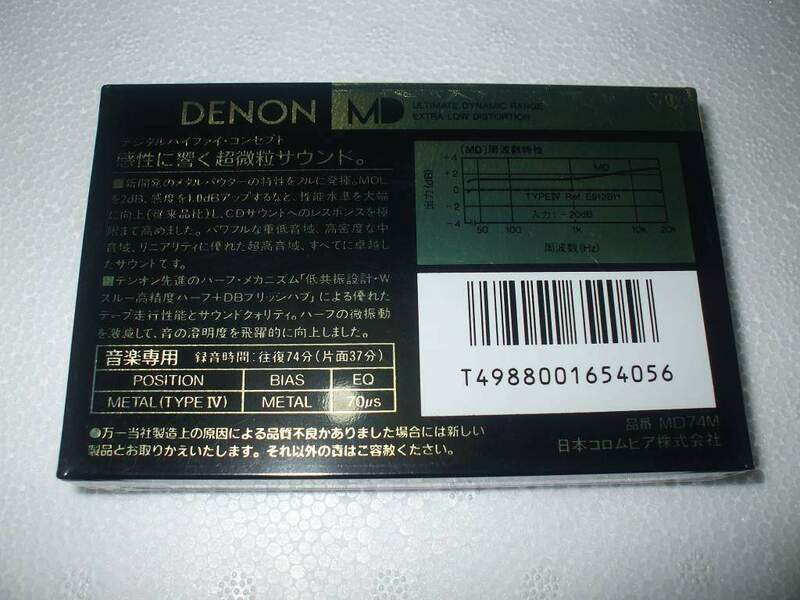 DENON MD
ULTIMATE DYNAMIC RANGE
EXTRA LOW DISTORTION
デジタルハイファイ・コンセプト
感性に響く超微粒サウンド。
■新開発のメタルパウダーの特性をフルに発揮。MOL
を2dB、感度を1.0dBアップするなど、性能水準を大幅
に向上(従来品比)し、CDサウンドへのレスポンスを極
限まで高めました。パワフルな重低音域、高密度な中
音域、リニアリティに優れた超高音域、すべてに卓越し
たサウンドです。
■デンオン先進のハーフ・メカニズム「低共振設計・W
スルー高精度ハーフ+DBブリッジハブ」による優れた
テープ走行性能とサウンドクォリティ。ハーフの微振動
を激減して、音の澄明度を飛躍的に向上しました。
音楽専用 録音時間:往復74分(片面37分)
POSITION BIAS EQ
METAL(TYPE IV) METAL 70μs
●万一当社製造上の原因による品質不良がありました場合には新しい
製品とお取りかえいたします。それ以外の責はご容赦ください。
[MD]周波数特性
出力(dB)
+4
+2
0
-2
-4
MD
TYPE IV Ref. E912BH
入力:-20dB
50 100 1k 10k 20k
周波数(Hz)
T4988001654056
品番 MD74M
日本コロムビア株式会社